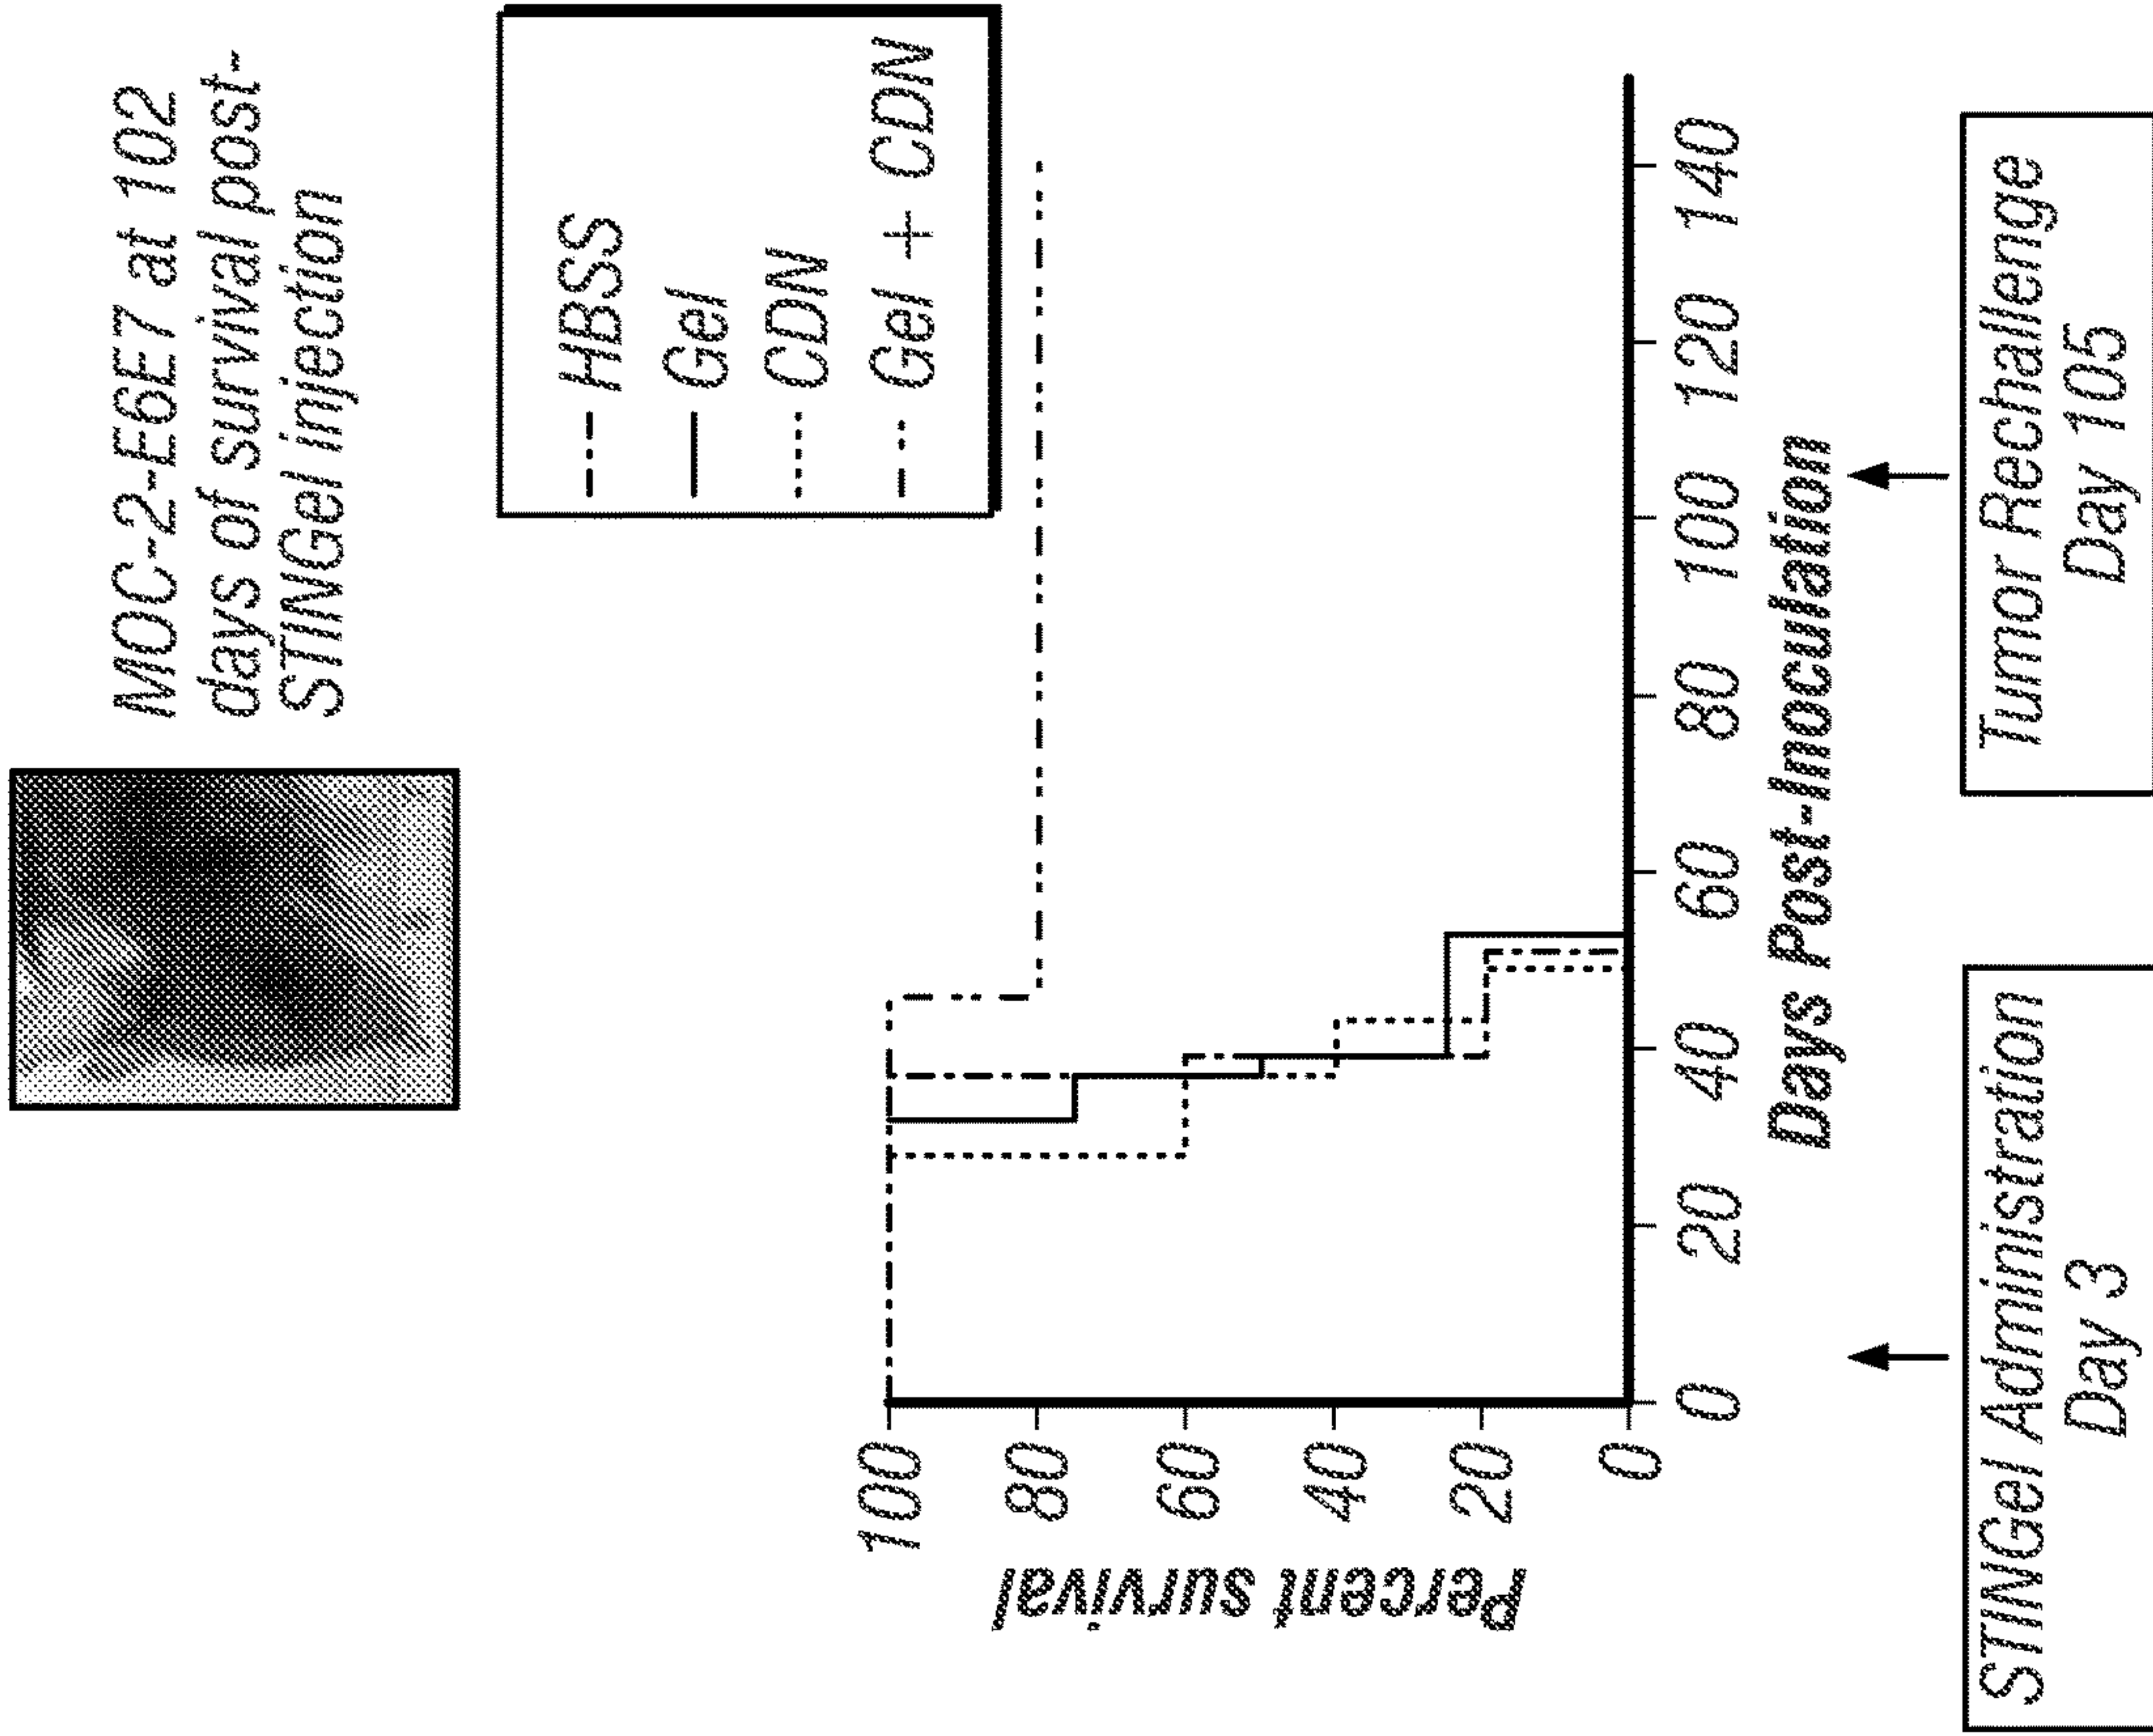 MOC-2-E6E7 at 102
days of survival post-
STINGel injection
HBSS
Gel
CDN
Gel + CDN
Percent survival
100
80
60
40
20
0
0 20 40 60 80 100 120 140
Days Post-Inoculation
STINGel Administration
Day 3
Tumor Rechallenge
Day 105